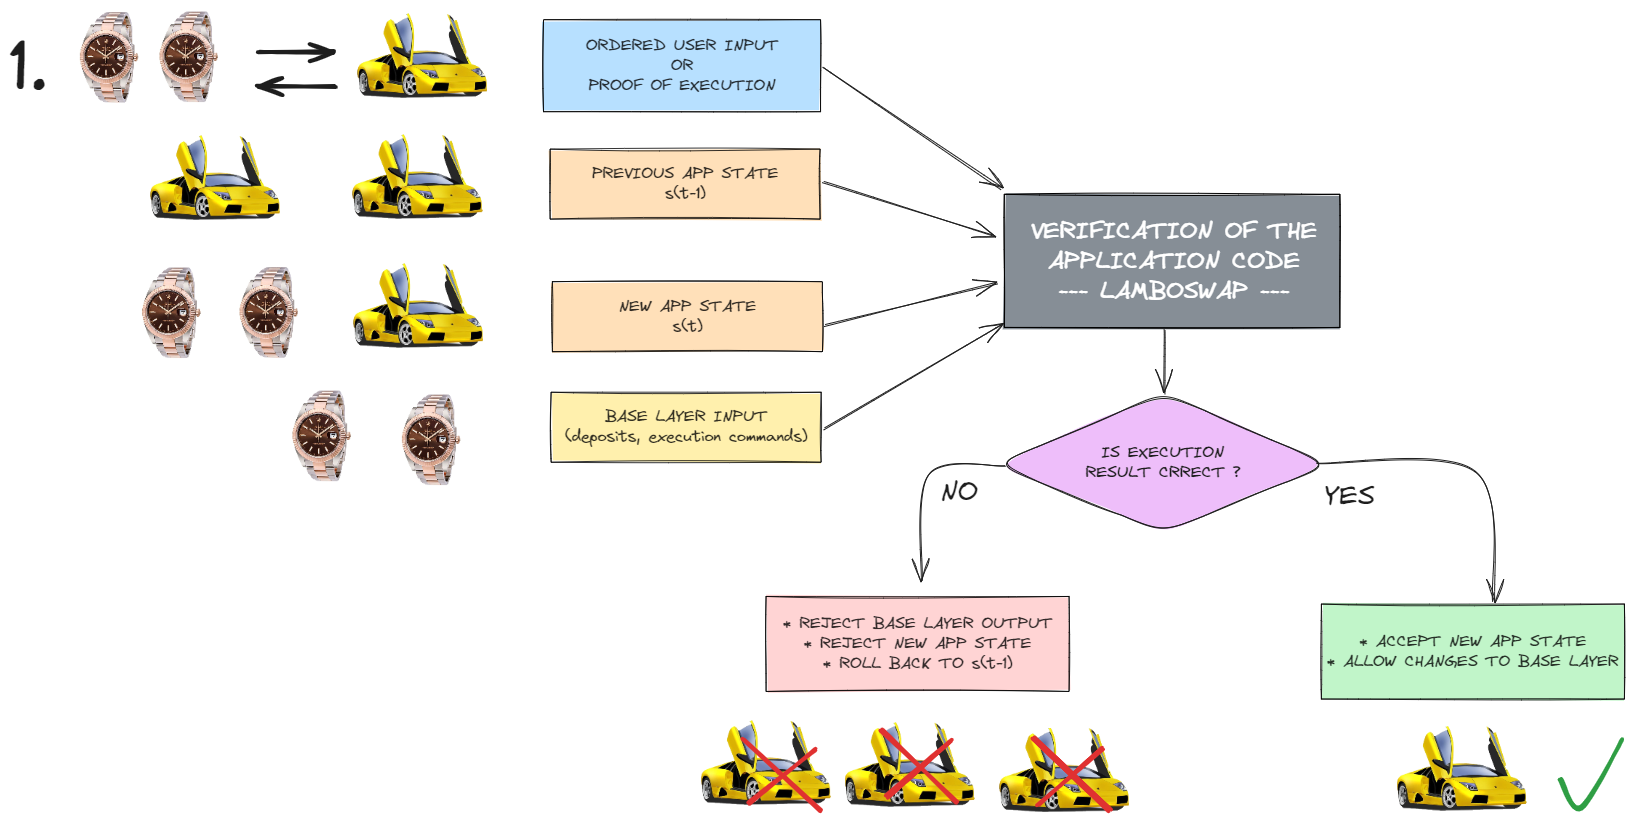 1.
ORDERED USER INPUT
OR
PROOF OF EXECUTION
PREVIOUS APP STATE
s(t-1)
NEW APP STATE
s(t)
BASE LAYER INPUT
(deposits, execution commands)
VERIFICATION OF THE
APPLICATION CODE
--- LAMBOSWAP ---
IS EXECUTION
RESULT CRRECT ?
NO
YES
* REJECT BASE LAYER OUTPUT
* REJECT NEW APP STATE
* ROLL BACK TO s(t-1)
* ACCEPT NEW APP STATE
* ALLOW CHANGES TO BASE LAYER